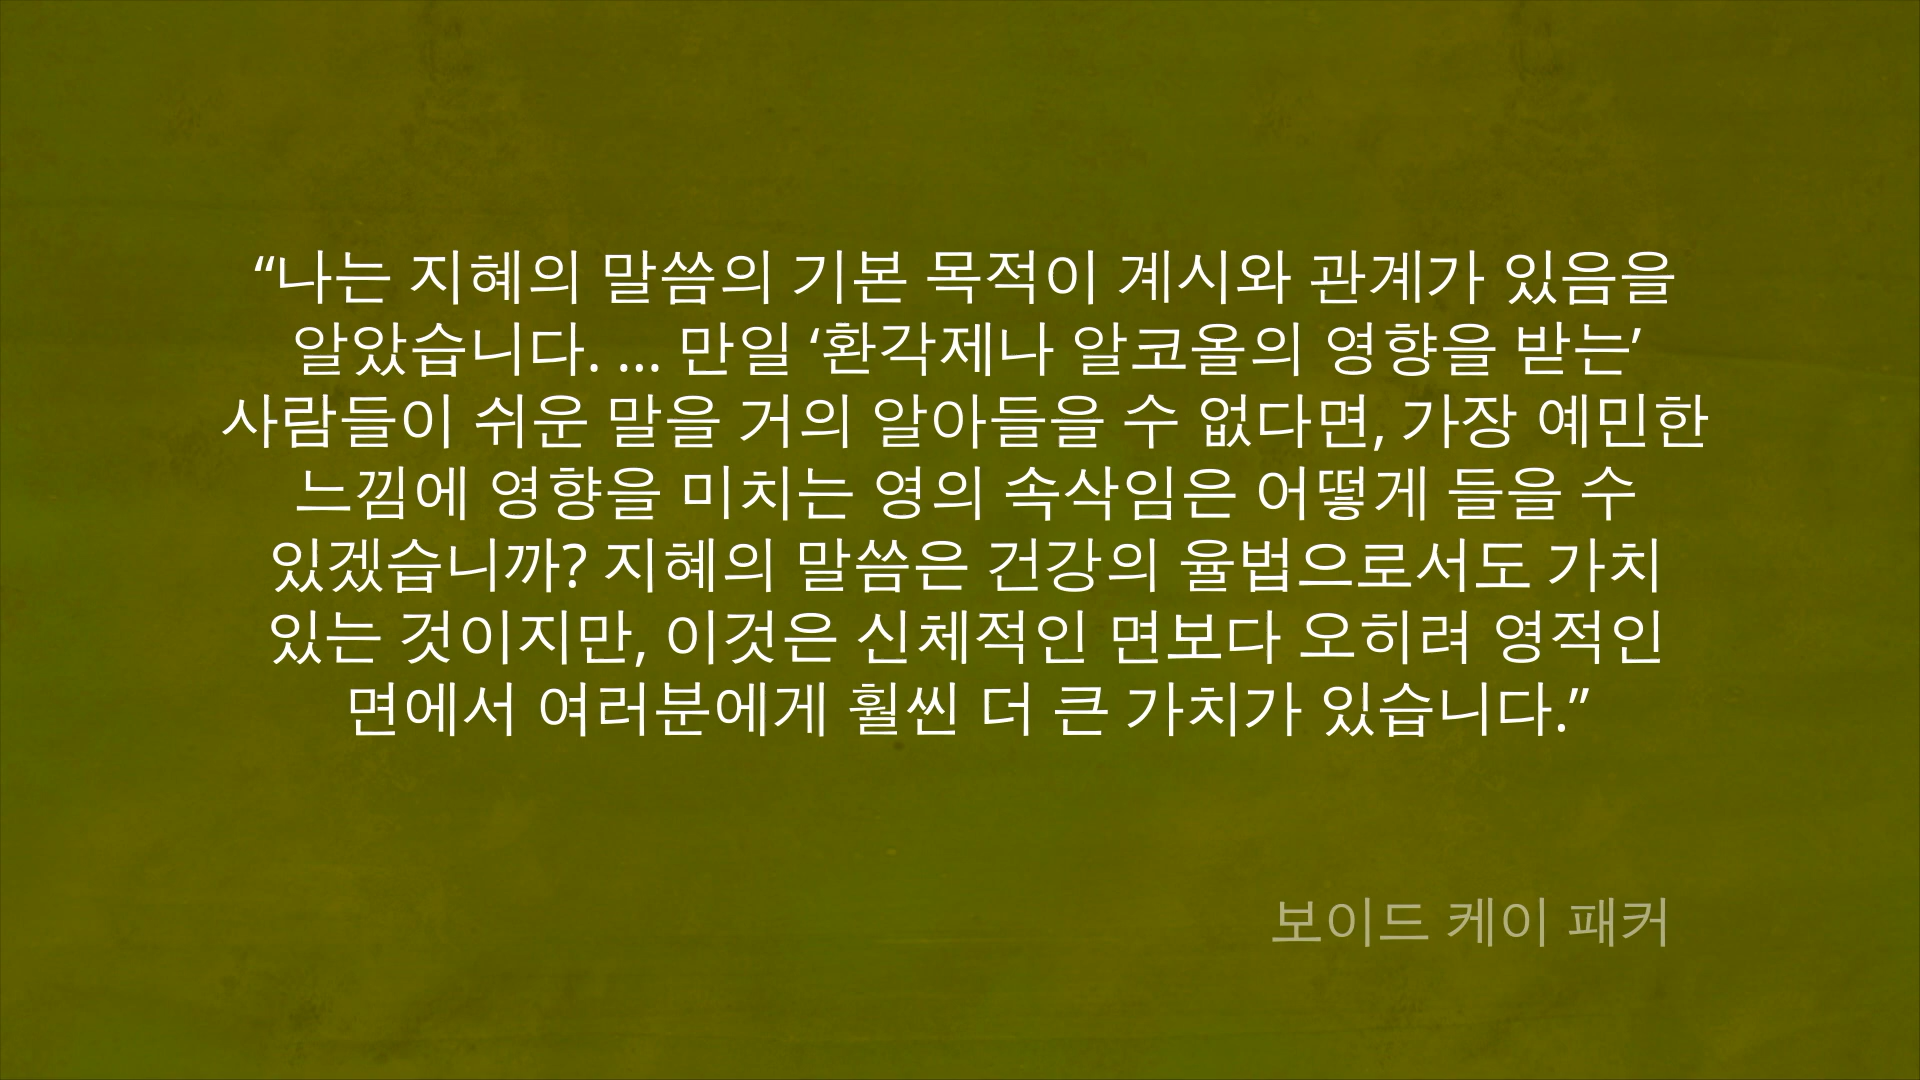 “나는 지혜의 말씀의 기본 목적이 계시와 관계가 있음을
알았습니다. ... 만일 ‘환각제나 알코올의 영향을 받는’
사람들이 쉬운 말을 거의 알아들을 수 없다면, 가장 예민한
느낌에 영향을 미치는 영의 속삭임은 어떻게 들을 수
있겠습니까? 지혜의 말씀은 건강의 율법으로서도 가치
있는 것이지만, 이것은 신체적인 면보다 오히려 영적인
면에서 여러분에게 훨씬 더 큰 가치가 있습니다.”
보이드 케이 패커